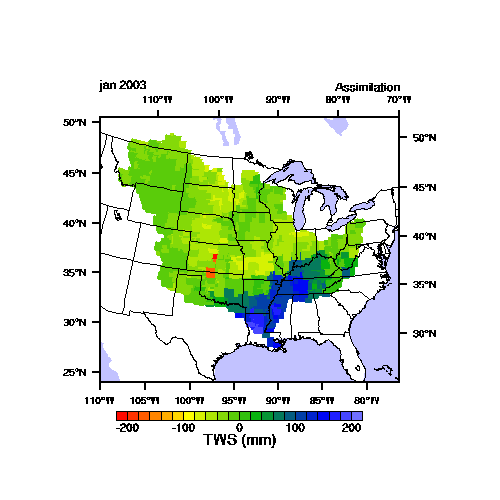 jan 2003 Assimilation
110°W 100°W 90°W 80°W 70°W
50°N 50°N
45°N 45°N
40°N 40°N
35°N 35°N
30°N 30°N
25°N
110°W 105°W 100°W 95°W 90°W 85°W 80°W
-200 -100 0 100 200
TWS (mm)